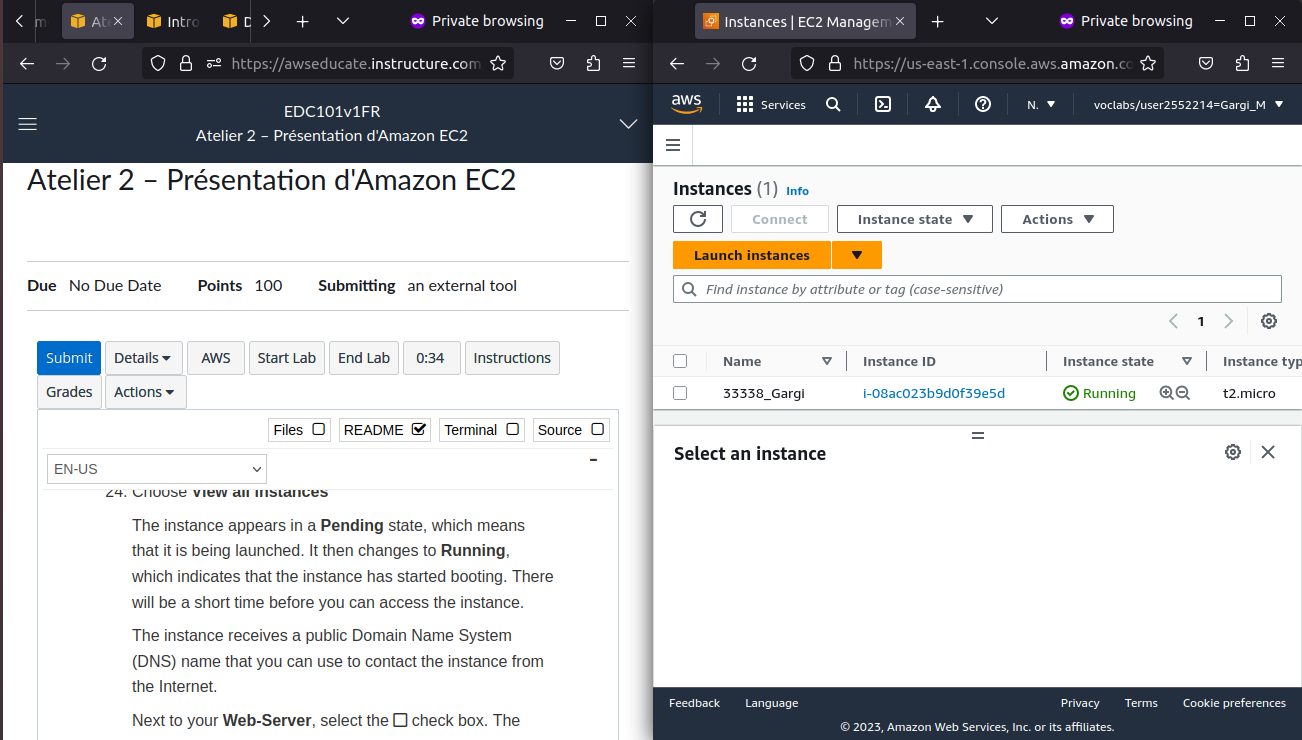 Ate
Intro
D
Private browsing
https://awseducate.instructure.com
EDC101v1FR
Atelier 2 – Présentation d'Amazon EC2
Atelier 2 – Présentation d'Amazon EC2
Due No Due Date Points 100 Submitting an external tool
Submit Details AWS Start Lab End Lab 0:34 Instructions
Grades Actions
Files README Terminal Source
EN-US
24. Choose View all instances
The instance appears in a Pending state, which means
that it is being launched. It then changes to Running,
which indicates that the instance has started booting. There
will be a short time before you can access the instance.
The instance receives a public Domain Name System
(DNS) name that you can use to contact the instance from
the Internet.
Next to your Web-Server, select the check box. The
Instances | EC2 Managem
Private browsing
https://us-east-1.console.aws.amazon.co
aws Services N. voclabs/user2552214=Gargi_M
Instances (1) Info
Connect Instance state Actions
Launch instances
Find instance by attribute or tag (case-sensitive)
1
Name Instance ID Instance state Instance typ
33338_Gargi i-08ac023b9d0f39e5d Running t2.micro
Select an instance
Feedback Language Privacy Terms Cookie preferences
© 2023, Amazon Web Services, Inc. or its affiliates.